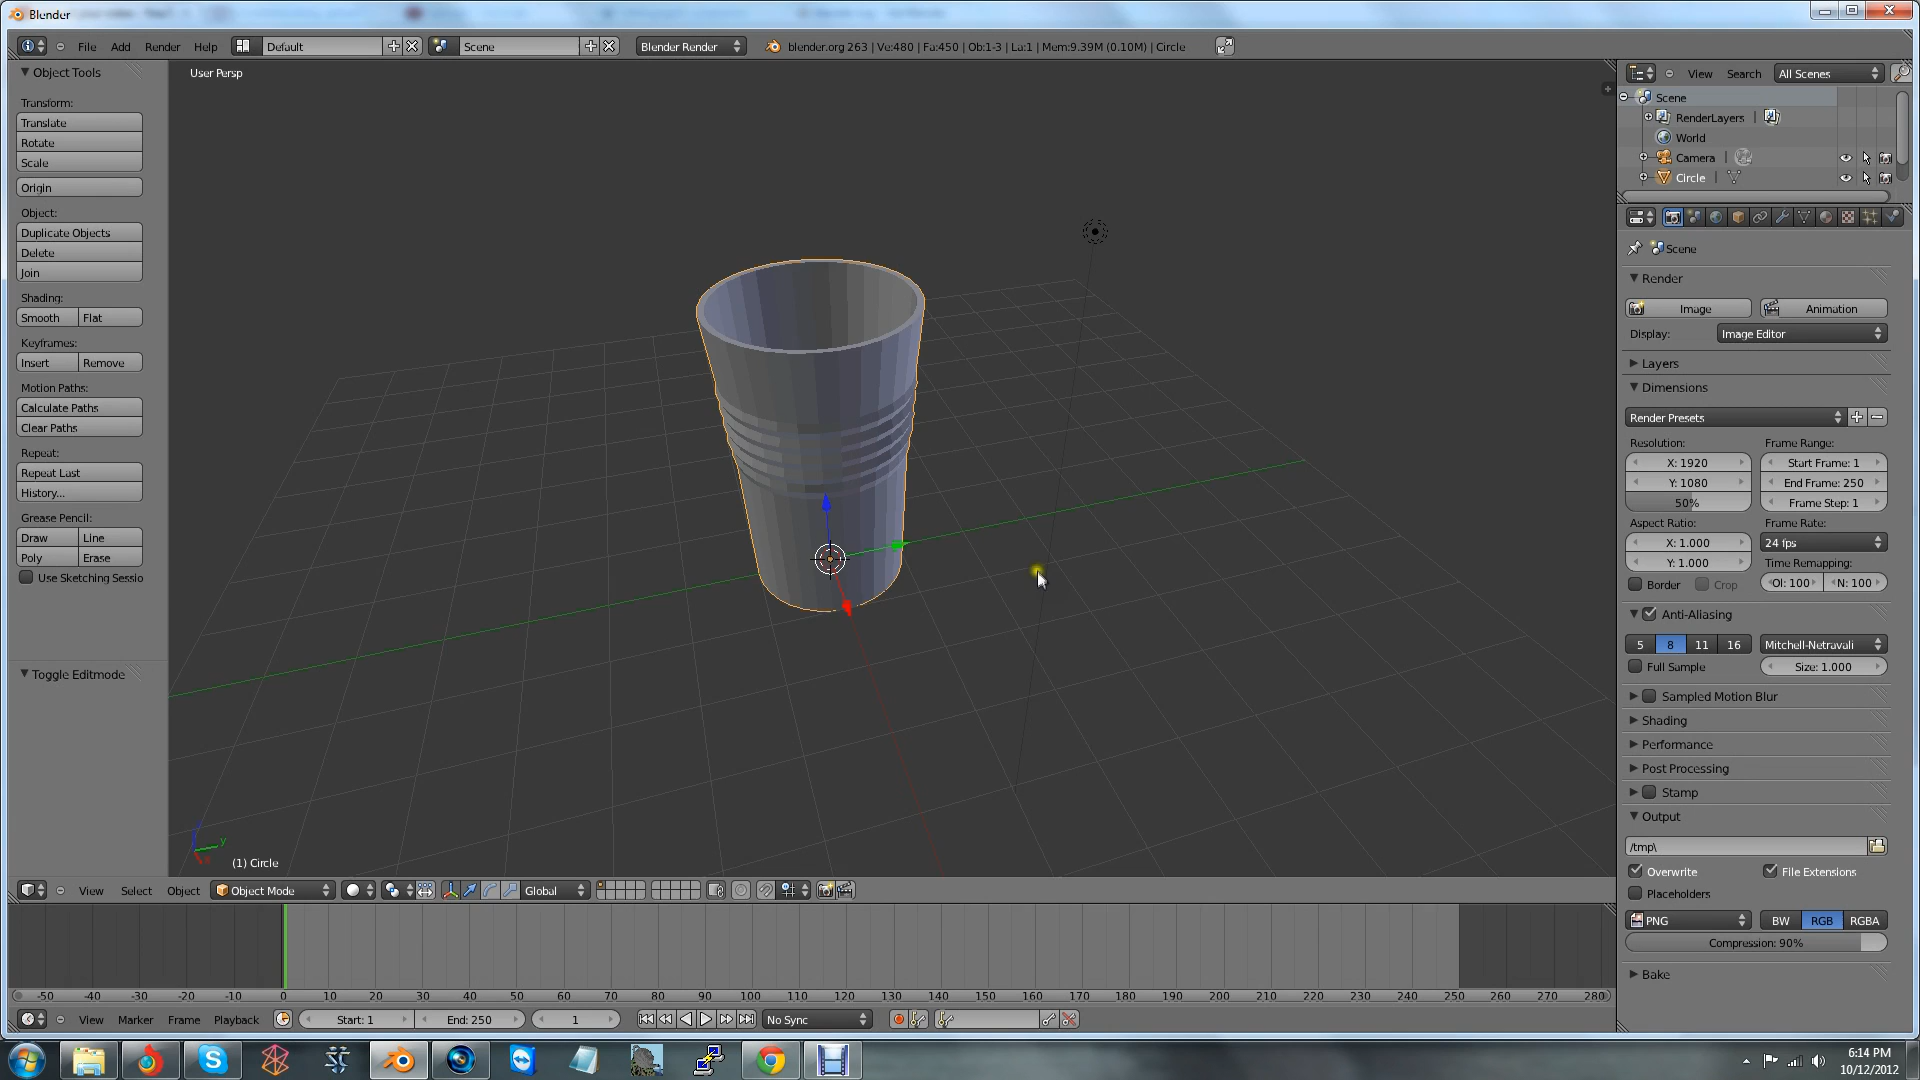 Blender
File Add Render Help Default Scene Blender Render blender.org 263 | Ve:480 | Fa:450 | Ob:1-3 | La:1 | Mem:9.39M (0.10M) | Circle
Object Tools
Transform:
Translate
Rotate
Scale
Origin
Object:
Duplicate Objects
Delete
Join
Shading:
Smooth Flat
Keyframes:
Insert Remove
Motion Paths:
Calculate Paths
Clear Paths
Repeat:
Repeat Last
History...
Grease Pencil:
Draw Line
Poly Erase
Use Sketching Sessio
Toggle Editmode
User Persp
(1) Circle
View Select Object Object Mode Global
-50 -40 -30 -20 -10 0 10 20 30 40 50 60 70 80 90 100 110 120 130 140 150 160 170 180 190 200 210 220 230 240 250 260 270 280
View Marker Frame Playback Start: 1 End: 250 1 No Sync
View Search All Scenes
Scene
RenderLayers |
World
Camera |
Circle |
Scene
Render
Image Animation
Display: Image Editor
Layers
Dimensions
Render Presets
Resolution: Frame Range:
X: 1920 Start Frame: 1
Y: 1080 End Frame: 250
50% Frame Step: 1
Aspect Ratio: Frame Rate:
X: 1.000 24 fps
Y: 1.000 Time Remapping:
Border Crop Ol: 100 N: 100
Anti-Aliasing
5 8 11 16 Mitchell-Netravali
Full Sample Size: 1.000
Sampled Motion Blur
Shading
Performance
Post Processing
Stamp
Output
/tmp\
Overwrite File Extensions
Placeholders
PNG BW RGB RGBA
Compression: 90%
Bake
6:14 PM
10/12/2012